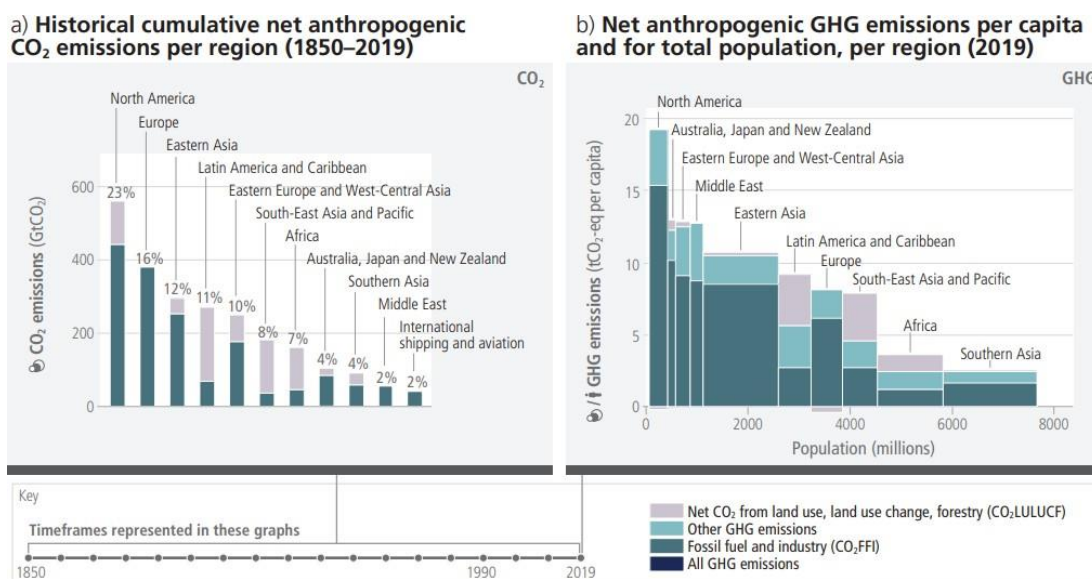 a) Historical cumulative net anthropogenic
CO₂ emissions per region (1850–2019)
CO₂
North America
Europe
Eastern Asia
Latin America and Caribbean
Eastern Europe and West-Central Asia
South-East Asia and Pacific
Africa
Australia, Japan and New Zealand
Southern Asia
Middle East
International
shipping and aviation
23%
16%
12%
11%
10%
8%
7%
4%
4%
2%
2%
600
400
200
0
CO₂ emissions (GtCO₂)
b) Net anthropogenic GHG emissions per capita
and for total population, per region (2019)
GHG
North America
Australia, Japan and New Zealand
Eastern Europe and West-Central Asia
Middle East
Eastern Asia
Latin America and Caribbean
Europe
South-East Asia and Pacific
Africa
Southern Asia
20
15
10
5
0
/ GHG emissions (tCO₂-eq per capita)
0 2000 4000 6000 8000
Population (millions)
Key
Timeframes represented in these graphs
1850 1990 2019
Net CO₂ from land use, land use change, forestry (CO₂LULUCF)
Other GHG emissions
Fossil fuel and industry (CO₂FFI)
All GHG emissions